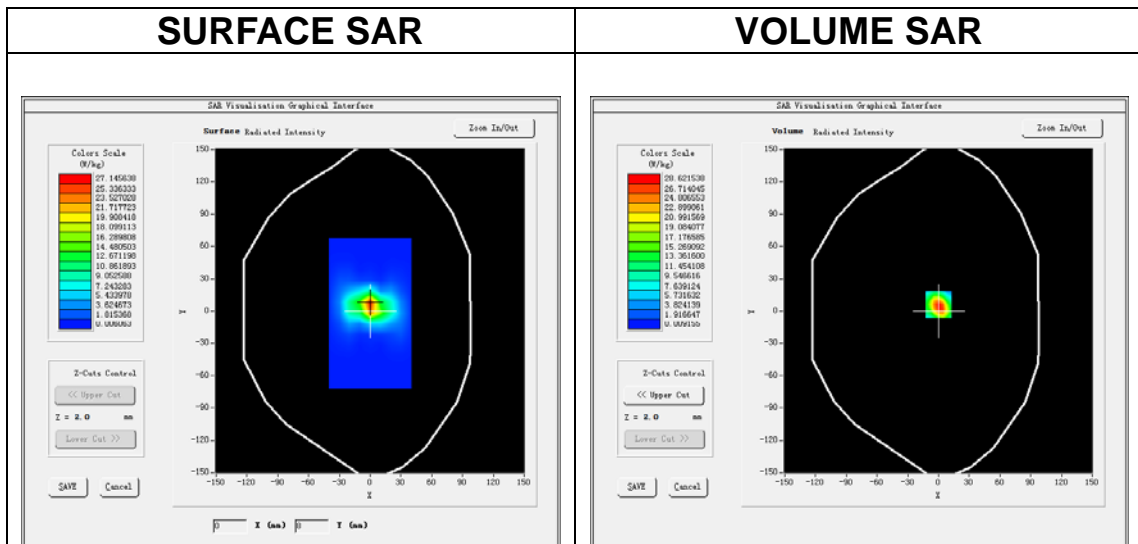 SURFACE SAR
VOLUME SAR
SAR Visualisation Graphical Interface
Surface Radiated Intensity
Zoom In/Out
Colors Scale
(W/kg)
27.145638
25.336333
23.527028
21.717723
19.908418
18.099113
16.289808
14.480503
12.671198
10.861893
9.052588
7.243283
5.433978
3.624673
1.815368
0.006063
Z-Cuts Control
<< Upper Cut
Z = 2.0 mm
Lower Cut >>
SAVE
Cancel
150
120
90
60
30
0
-30
-60
-90
-120
-150
Y
-150 -120 -90 -60 -30 0 30 60 90 120 150
X
0 X (mm) 0 Y (mm)
SAR Visualisation Graphical Interface
Volume Radiated Intensity
Zoom In/Out
Colors Scale
(W/kg)
28.621538
26.714045
24.806553
22.899061
20.991569
19.084077
17.176585
15.269092
13.361600
11.454108
9.546616
7.639124
5.731632
3.824139
1.916647
0.009155
Z-Cuts Control
<< Upper Cut
Z = 2.0 mm
Lower Cut >>
SAVE
Cancel
150
120
90
60
30
0
-30
-60
-90
-120
-150
Y
-150 -120 -90 -60 -30 0 30 60 90 120 150
X